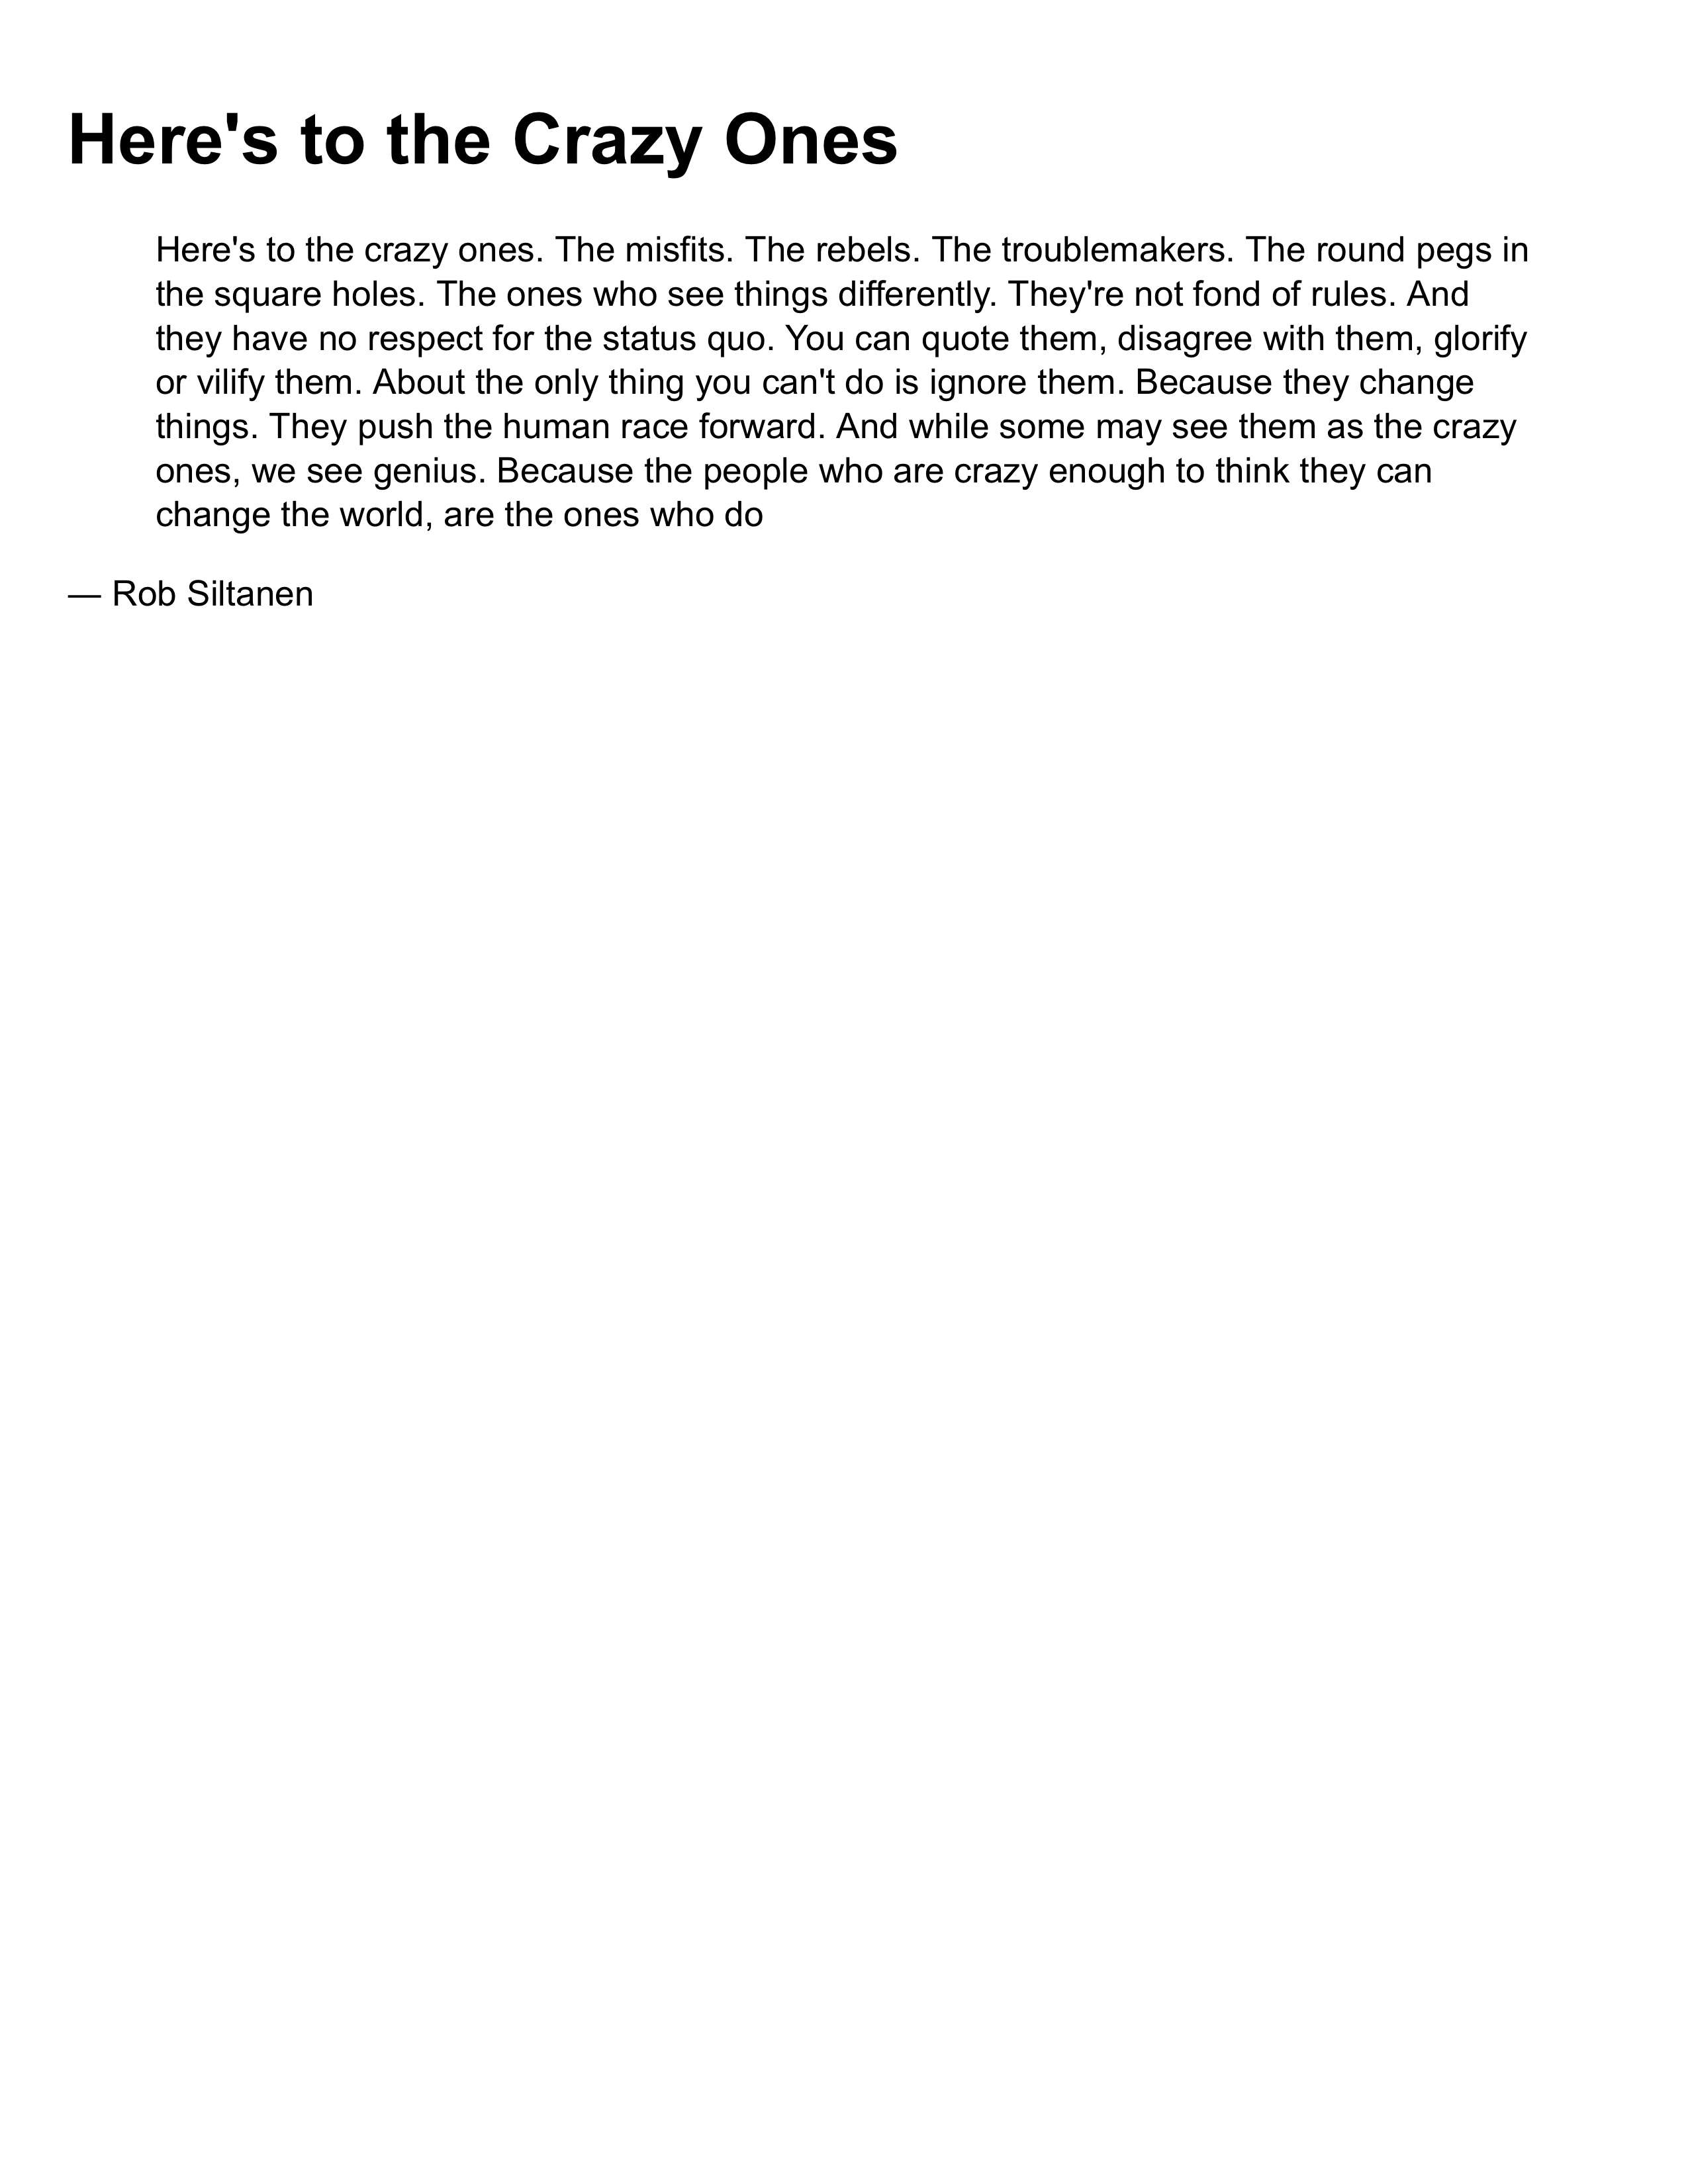 Here's to the Crazy Ones
Here's to the crazy ones. The misfits. The rebels. The troublemakers. The round pegs in
the square holes. The ones who see things differently. They're not fond of rules. And
they have no respect for the status quo. You can quote them, disagree with them, glorify
or vilify them. About the only thing you can't do is ignore them. Because they change
things. They push the human race forward. And while some may see them as the crazy
ones, we see genius. Because the people who are crazy enough to think they can
change the world, are the ones who do
— Rob Siltanen